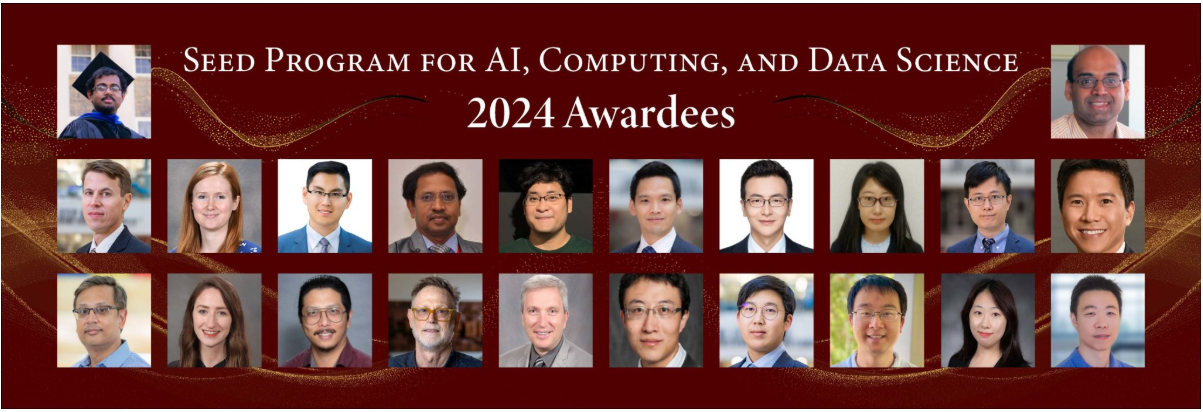 Seed Program for AI, Computing, and Data Science
2024 Awardees